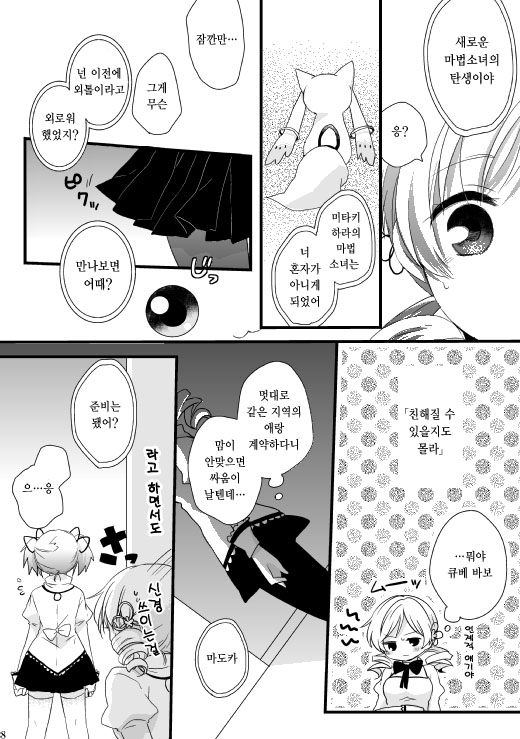 새로운
마법소녀의
탄생이야
응?
미타키
하라의
마법
소녀는
너
혼자가
아니게
되었어
잠깐만…
그게
무슨
넌 이전에
외톨이라고
외로워
했었지?
만나보면
어때?
「친해질 수
있을지도
몰라」
…뭐야
큐베 바보
멋대로
같은 지역의
애랑
계약하다니
맘이
안맞으면
싸움이
날텐데…
마도카
라고 하면서도
신경
쓰이는걸
준비는
됐어?
으…응
8